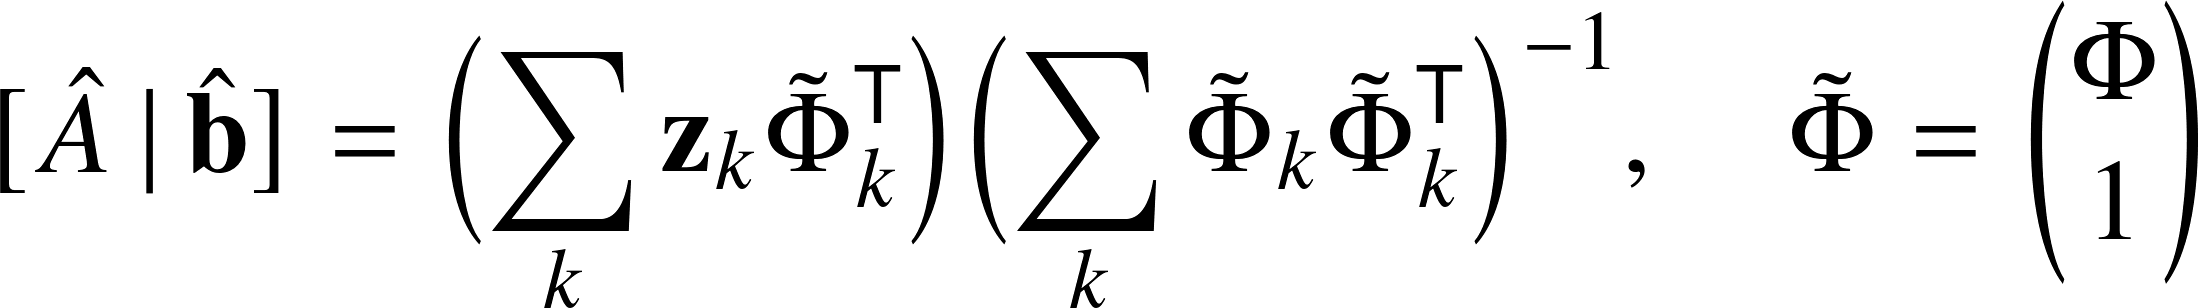 [Â | b̂] = (∑ₖ zₖ Φ̃ₖᵀ) (∑ₖ Φ̃ₖ Φ̃ₖᵀ)⁻¹, Φ̃ = (Φ 1)